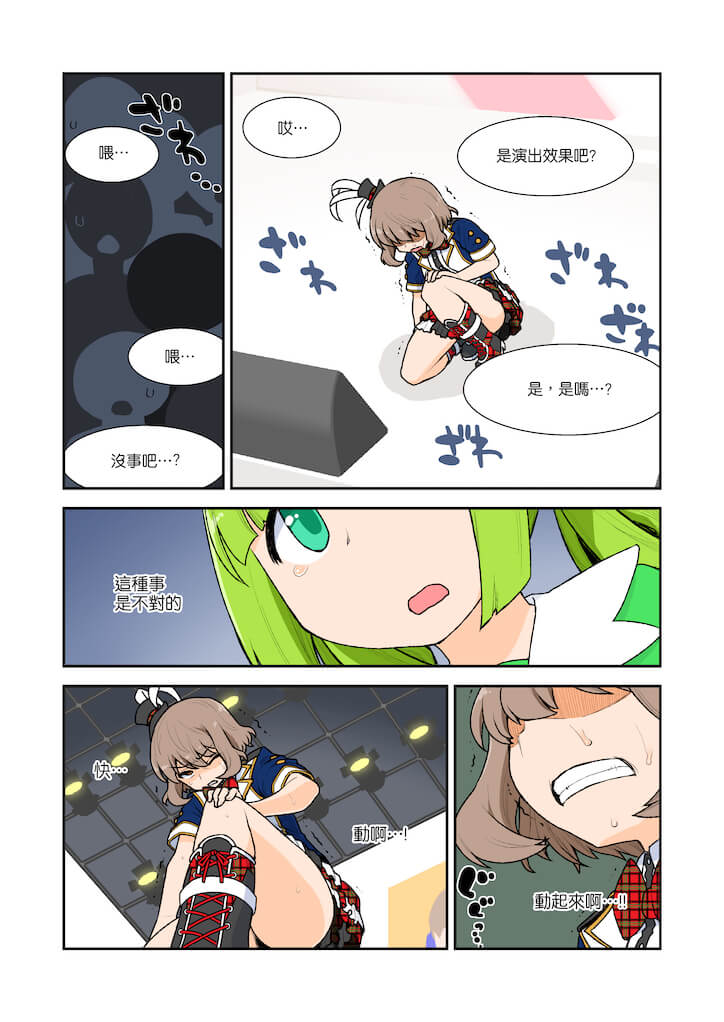 哎…
是演出效果吧?
ざわ
ざわ
ざわ
是，是嗎…?
ざわ
ざわ…
喂…
喂…
沒事吧…?
這種事
是不對的
快…
動啊…!
動起來啊…!!